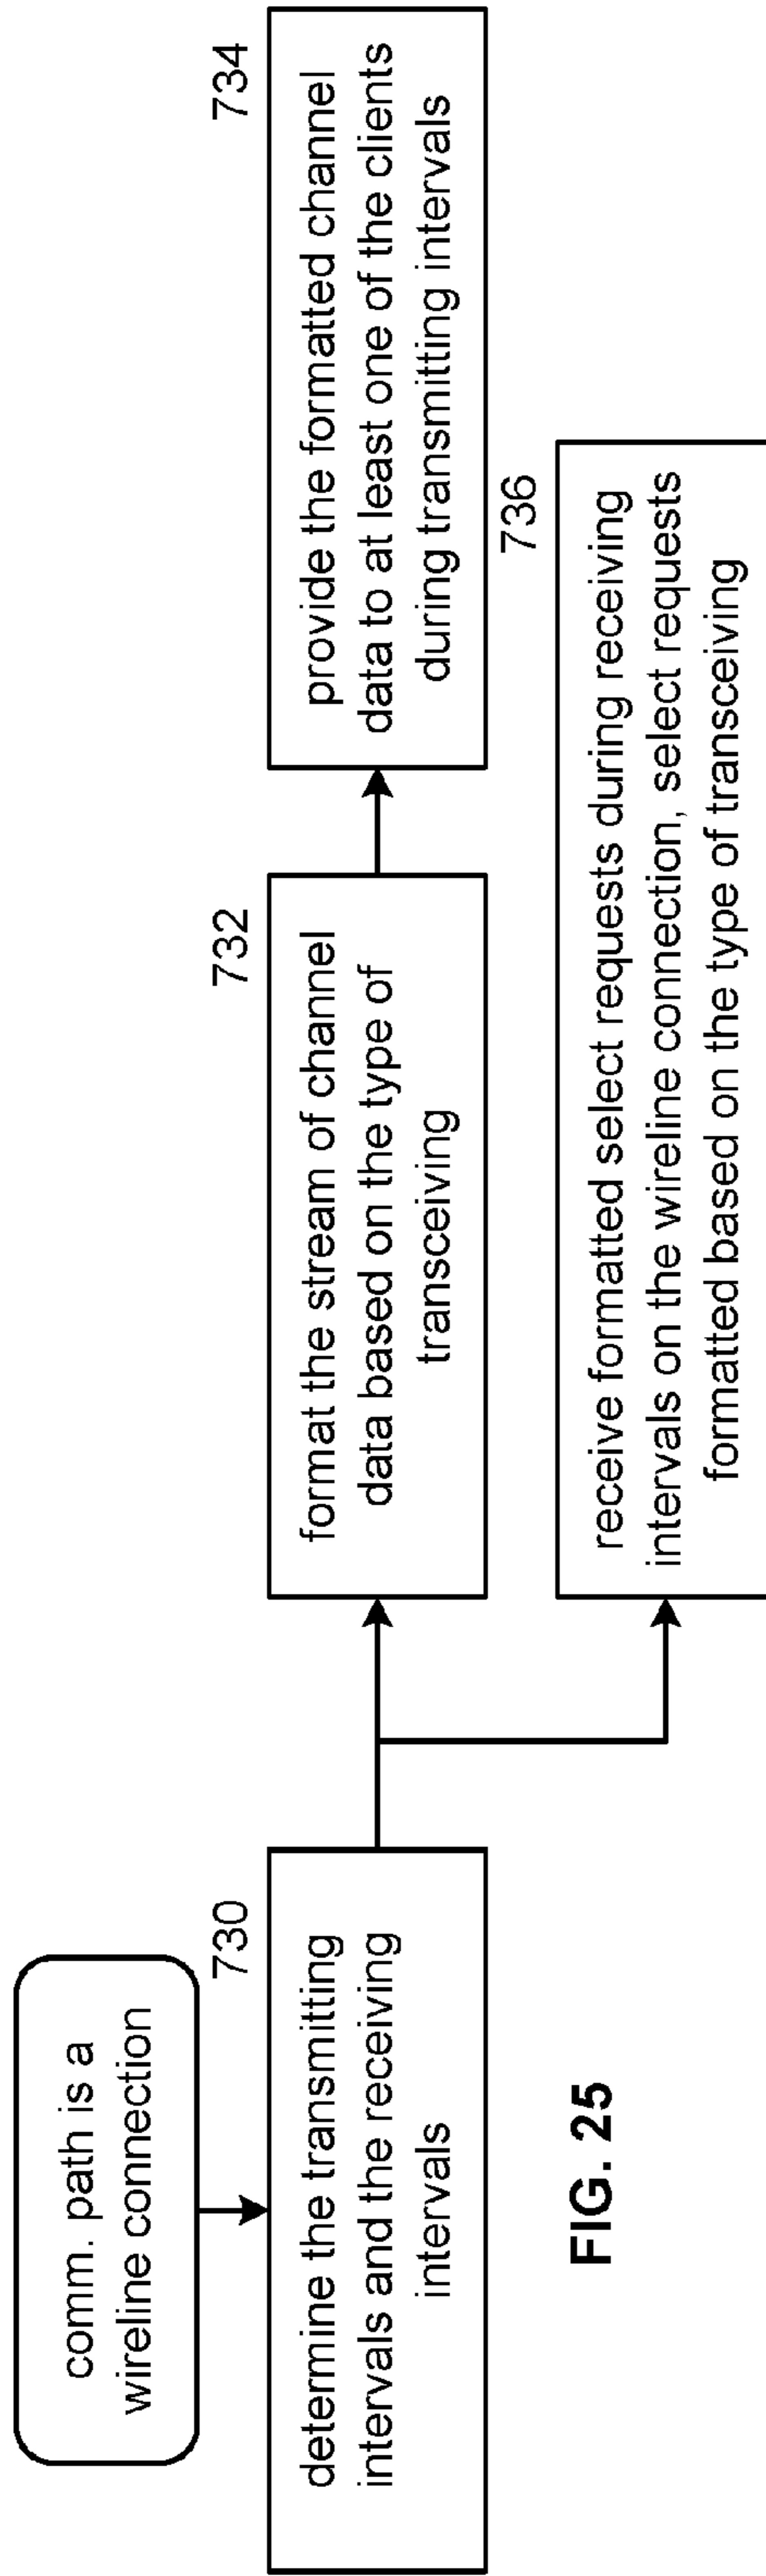 comm. path is a
wireline connection
730
determine the transmitting
intervals and the receiving
intervals
732
format the stream of channel
data based on the type of
transceiving
734
provide the formatted channel
data to at least one of the clients
during transmitting intervals
736
receive formatted select requests during receiving
intervals on the wireline connection, select requests
formatted based on the type of transceiving
FIG. 25